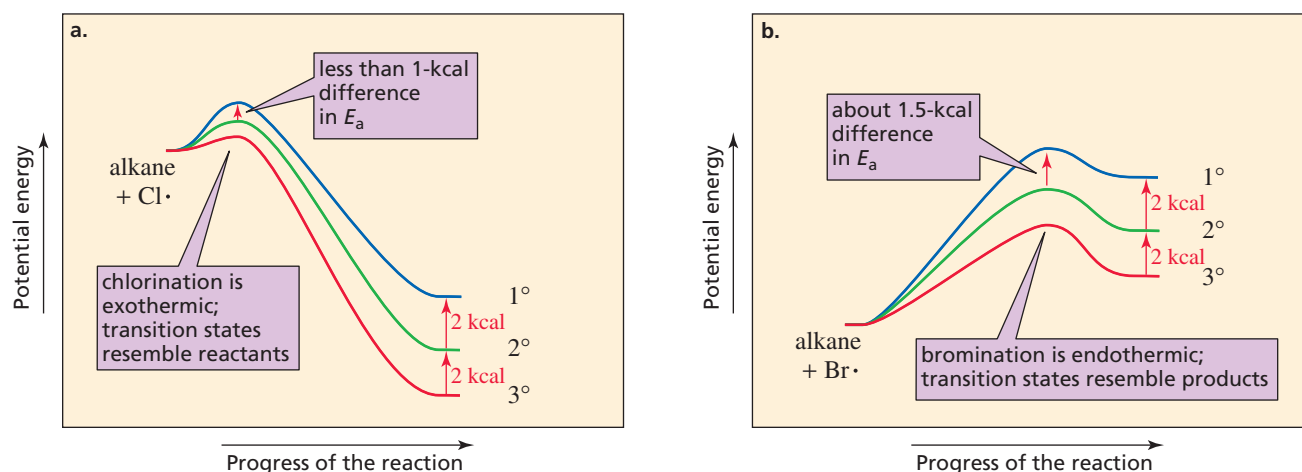 a.
less than 1-kcal
difference
in Ea
Potential energy
alkane
+ Cl·
chlorination is
exothermic;
transition states
resemble reactants
1°
2 kcal
2°
2 kcal
3°
Progress of the reaction
b.
about 1.5-kcal
difference
in Ea
Potential energy
1°
2 kcal
2°
2 kcal
3°
alkane
+ Br·
bromination is endothermic;
transition states resemble products
Progress of the reaction